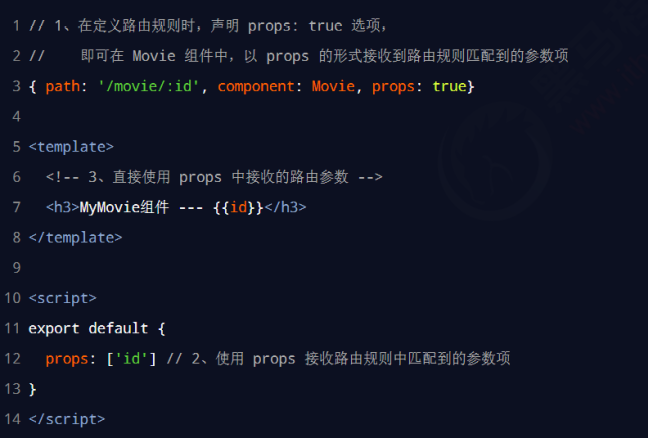 1 // 1、在定义路由规则时，声明 props: true 选项，
2 //    即可在 Movie 组件中，以 props 的形式接收到路由规则匹配到的参数项
3 { path: '/movie/:id', component: Movie, props: true}
4
5 <template>
6   <!-- 3、直接使用 props 中接收的路由参数 -->
7   <h3>MyMovie组件 --- {{id}}</h3>
8 </template>
9
10 <script>
11 export default {
12   props: ['id'] // 2、使用 props 接收路由规则中匹配到的参数项
13 }
14 </script>